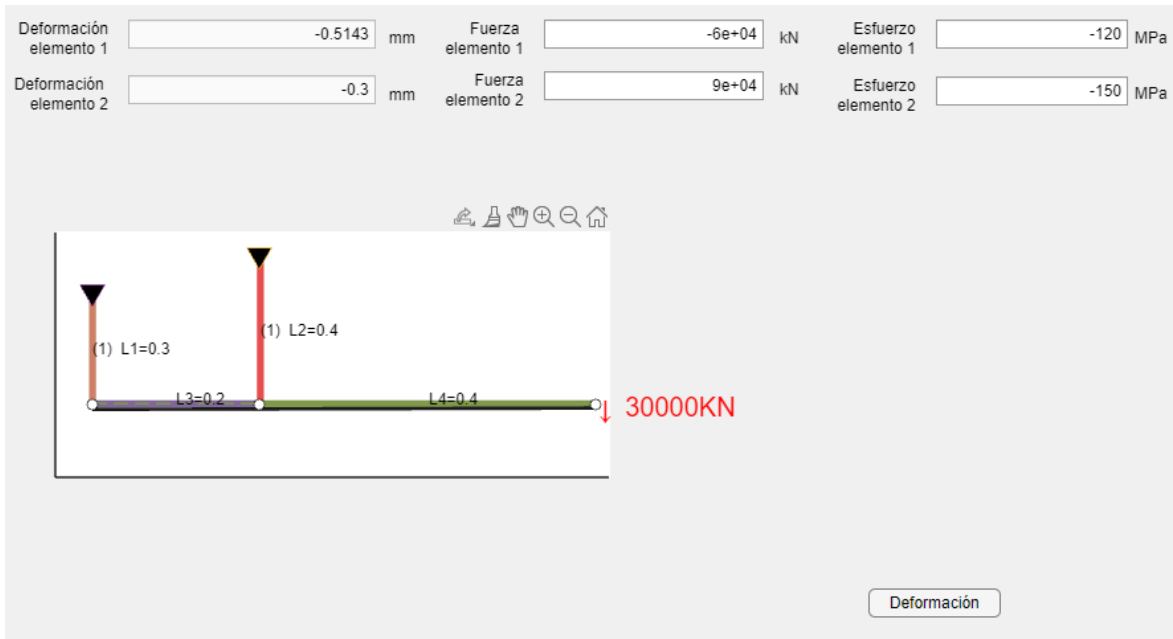 Deformación
elemento 1
-0.5143
mm
Fuerza
elemento 1
-6e+04
kN
Esfuerzo
elemento 1
-120
MPa
Deformación
elemento 2
-0.3
mm
Fuerza
elemento 2
9e+04
kN
Esfuerzo
elemento 2
-150
MPa
(1) L2=0.4
(1) L1=0.3
L3=0.2
L4=0.4
↓ 30000KN
Deformación